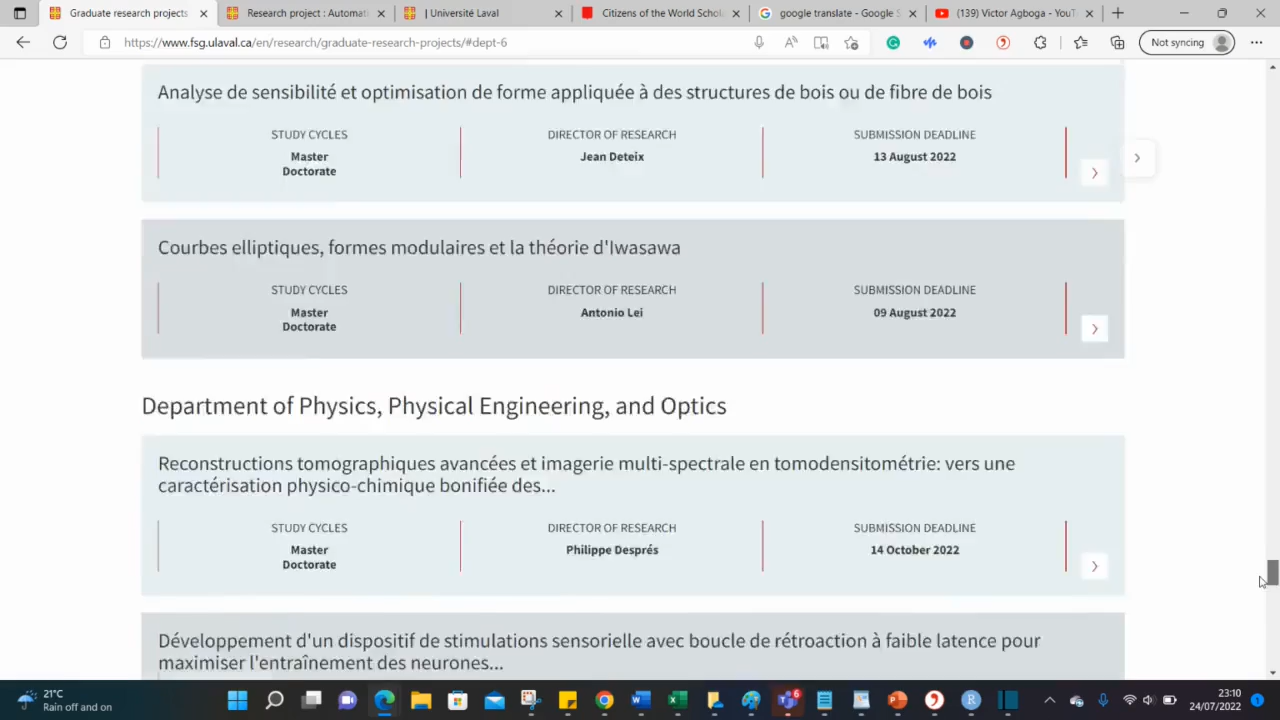 Graduate research projects
Research project : Automati
| Université Laval
Citizens of the World Schola
google translate - Google S
(139) Victor Agboga - YouT
https://www.fsg.ulaval.ca/en/research/graduate-research-projects/#dept-6
Not syncing
Analyse de sensibilité et optimisation de forme appliquée à des structures de bois ou de fibre de bois
STUDY CYCLES
Master
Doctorate
DIRECTOR OF RESEARCH
Jean Deteix
SUBMISSION DEADLINE
13 August 2022
Courbes elliptiques, formes modulaires et la théorie d'Iwasawa
STUDY CYCLES
Master
Doctorate
DIRECTOR OF RESEARCH
Antonio Lei
SUBMISSION DEADLINE
09 August 2022
Department of Physics, Physical Engineering, and Optics
Reconstructions tomographiques avancées et imagerie multi-spectrale en tomodensitométrie: vers une
caractérisation physico-chimique bonifiée des...
STUDY CYCLES
Master
Doctorate
DIRECTOR OF RESEARCH
Philippe Després
SUBMISSION DEADLINE
14 October 2022
Développement d'un dispositif de stimulations sensorielle avec boucle de rétroaction à faible latence pour
maximiser l'entraînement des neurones...
21°C
Rain off and on
6
23:10
24/07/2022
1